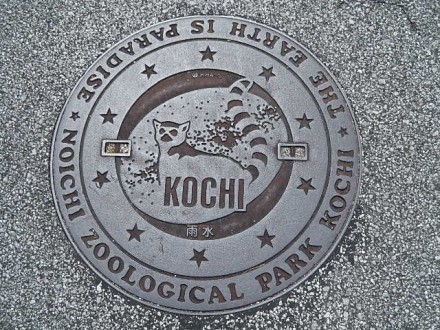 THE EARTH IS PARADISE
★ NOICHI ZOOLOGICAL PARK KOCHI ★
KOCHI
雨水